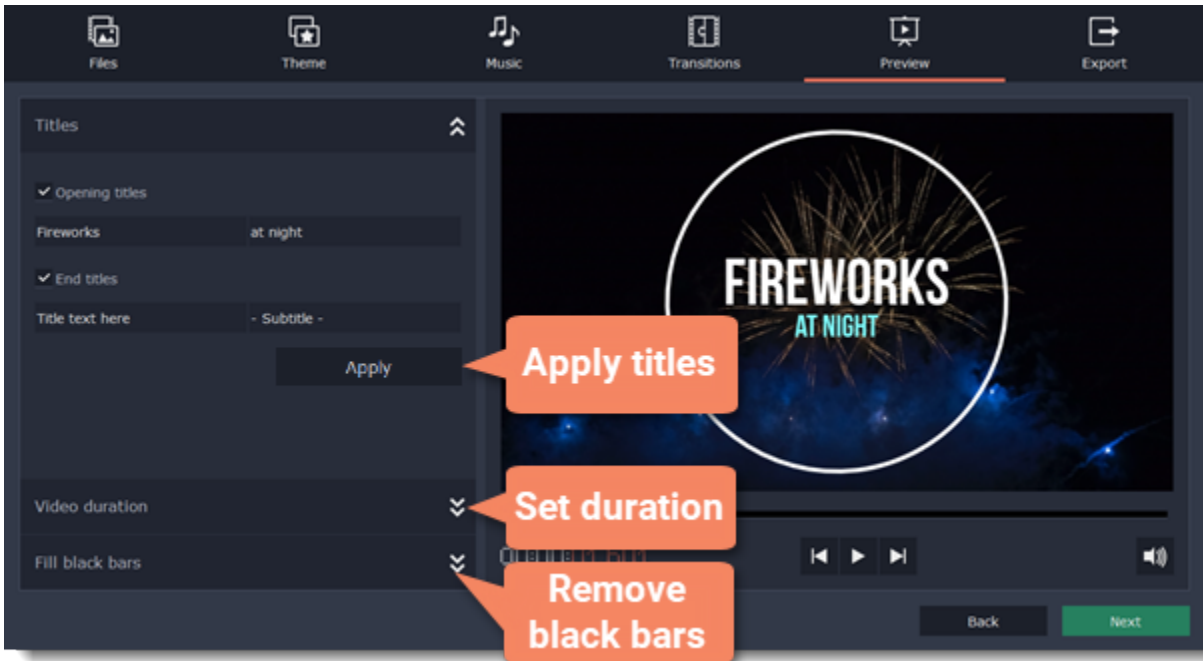 Files
Theme
Music
Transitions
Preview
Export
Titles
Opening titles
Fireworks
at night
End titles
Title text here
- Subtitle -
Apply
Video duration
Fill black bars
FIREWORKS
AT NIGHT
Apply titles
Set duration
Remove
black bars
Back
Next